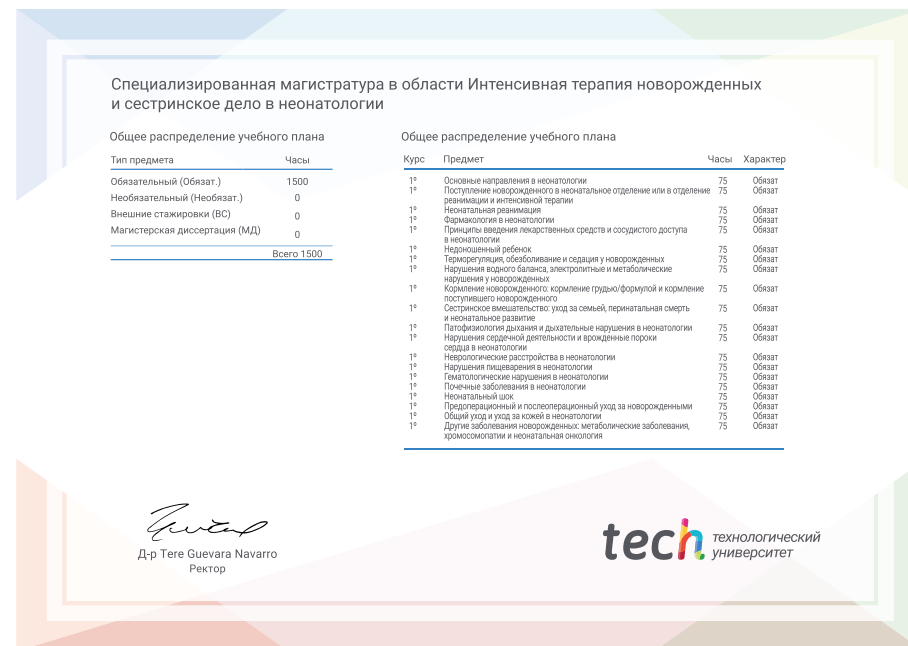 Специализированная магистратура в области Интенсивная терапия новорожденных
и сестринское дело в неонатологии
Общее распределение учебного плана
Тип предмета Часы
Обязательный (Обязат.) 1500
Необязательный (Необязат.) 0
Внешние стажировки (ВС) 0
Магистерская диссертация (МД) 0
Всего 1500
Общее распределение учебного плана
Курс Предмет Часы Характер
1º Основные направления в неонатологии 75 Обязат
1º Поступление новорожденного в неонатальное отделение или в отделение 75 Обязат
реанимации и интенсивной терапии
1º Неонатальная реанимация 75 Обязат
1º Фармакология в неонатологии 75 Обязат
1º Принципы введения лекарственных средств и сосудистого доступа 75 Обязат
в неонатологии
1º Недоношенный ребенок 75 Обязат
1º Терморегуляция, обезболивание и седация у новорожденных 75 Обязат
1º Нарушения водного баланса, электролитные и метаболические 75 Обязат
нарушения у новорожденных
1º Кормление новорожденного: кормление грудью/формулой и кормление 75 Обязат
поступившего новорожденного
1º Сестринское вмешательство: уход за семьей, перинатальная смерть 75 Обязат
и неонатальное развитие
1º Патофизиология дыхания и дыхательные нарушения в неонатологии 75 Обязат
1º Нарушения сердечной деятельности и врожденные пороки 75 Обязат
сердца в неонатологии
1º Неврологические расстройства в неонатологии 75 Обязат
1º Нарушения пищеварения в неонатологии 75 Обязат
1º Гематологические нарушения в неонатологии 75 Обязат
1º Почечные заболевания в неонатологии 75 Обязат
1º Неонатальный шок 75 Обязат
1º Предоперационный и послеоперационный уход за новорожденными 75 Обязат
1º Общий уход и уход за кожей в неонатологии 75 Обязат
1º Другие заболевания новорожденных: метаболические заболевания, 75 Обязат
хромосомопатии и неонатальная онкология
Д-р Tere Guevara Navarro
Ректор
tech технологический
университет